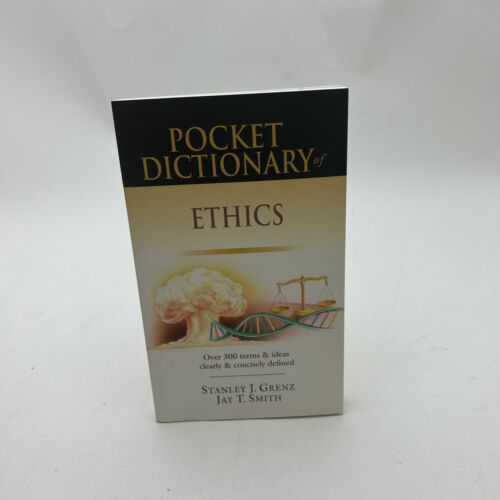 POCKET
DICTIONARY of
ETHICS
Over 300 terms & ideas
clearly & concisely defined
STANLEY J. GRENZ
JAY T. SMITH